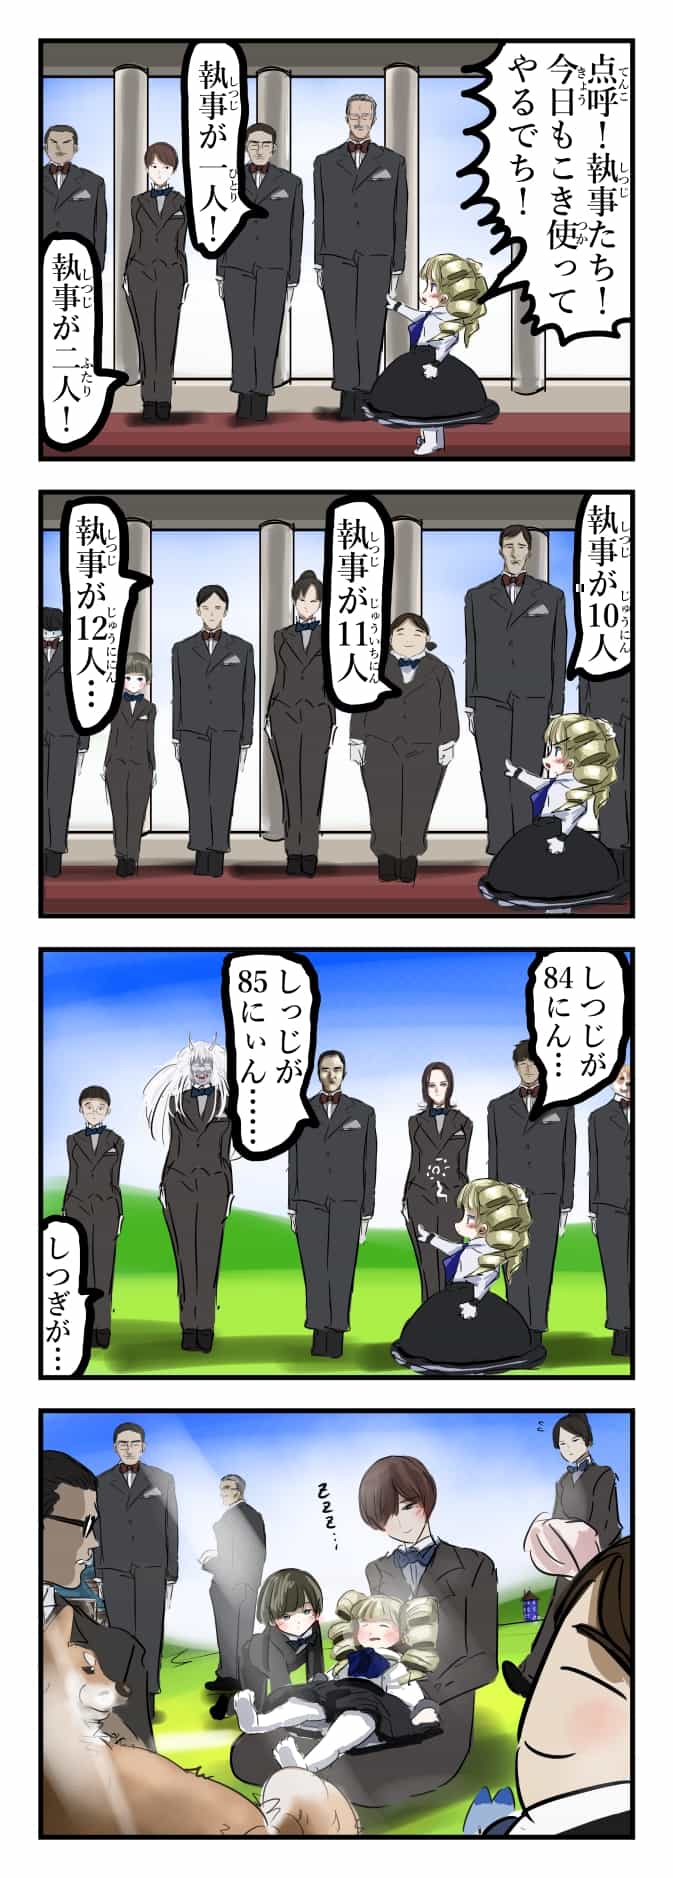 点呼！執事たち！
今日もこき使って
やるでち！
執事が一人！
執事が二人！
執事が10人
執事が11人
執事が12人…
しつじが
84にん…
しっじが
85にぃん……
しつぎが…
zzz…